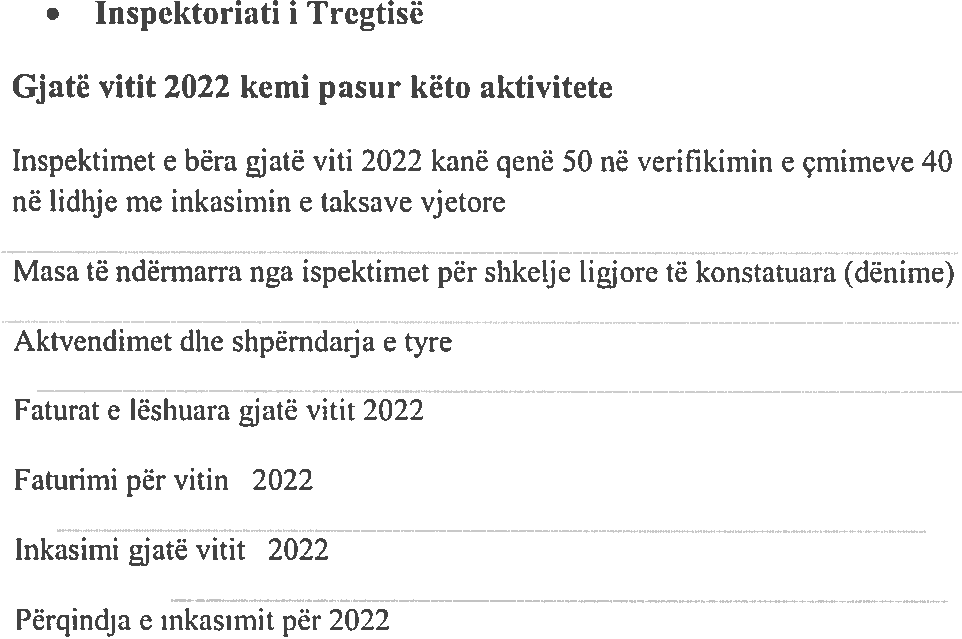 • Inspektoriati i Tregtisë
Gjatë vitit 2022 kemi pasur këto aktivitete
Inspektimet e bëra gjatë viti 2022 kanë qenë 50 në verifikimin e çmimeve 40
në lidhje me inkasimin e taksave vjetore
Masa të ndërmarra nga ispektimet për shkelje ligjore të konstatuara (dënime)
Aktvendimet dhe shpërndarja e tyre
Faturat e lëshuara gjatë vitit 2022
Faturimi për vitin 2022
Inkasimi gjatë vitit 2022
Përqindja e inkasimit për 2022